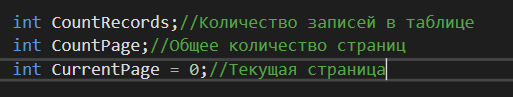 int CountRecords;//Количество записей в таблице
int CountPage;//Общее количество страниц
int CurrentPage = 0;//Текущая страница